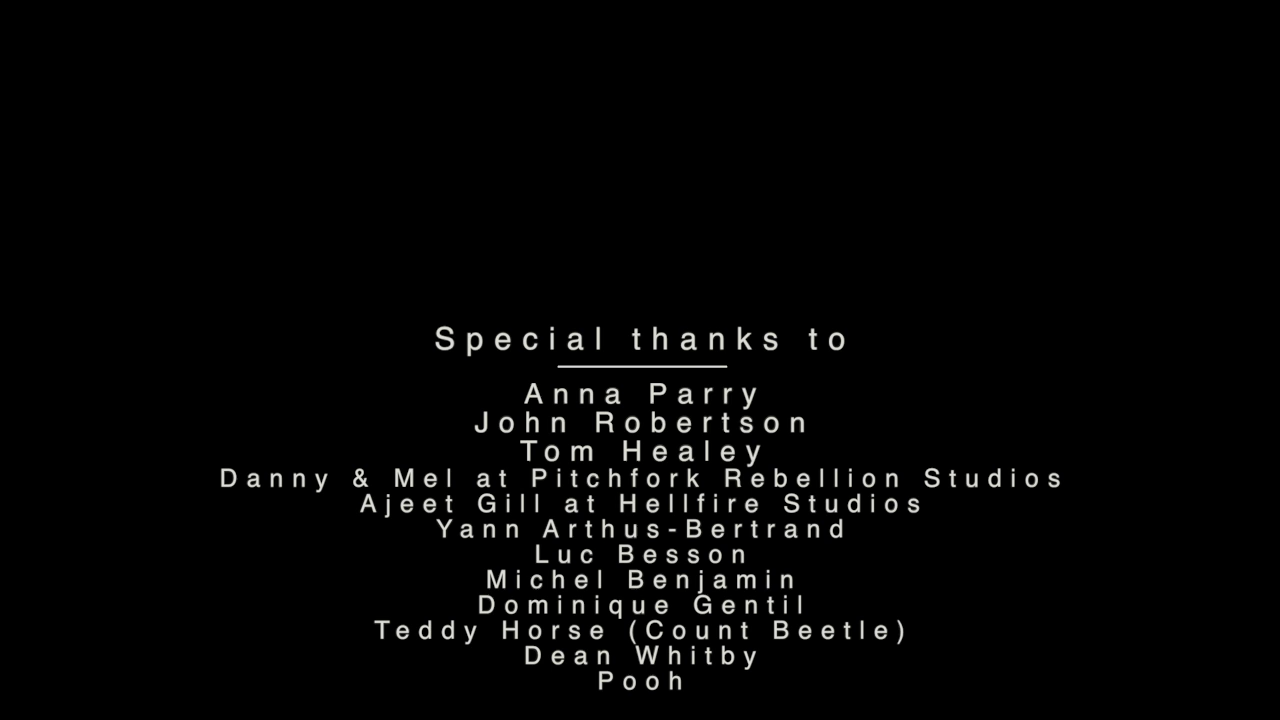 Special thanks to
Anna Parry
John Robertson
Tom Healey
Danny & Mel at Pitchfork Rebellion Studios
Ajeet Gill at Hellfire Studios
Yann Arthus-Bertrand
Luc Besson
Michel Benjamin
Dominique Gentil
Teddy Horse (Count Beetle)
Dean Whitby
Pooh